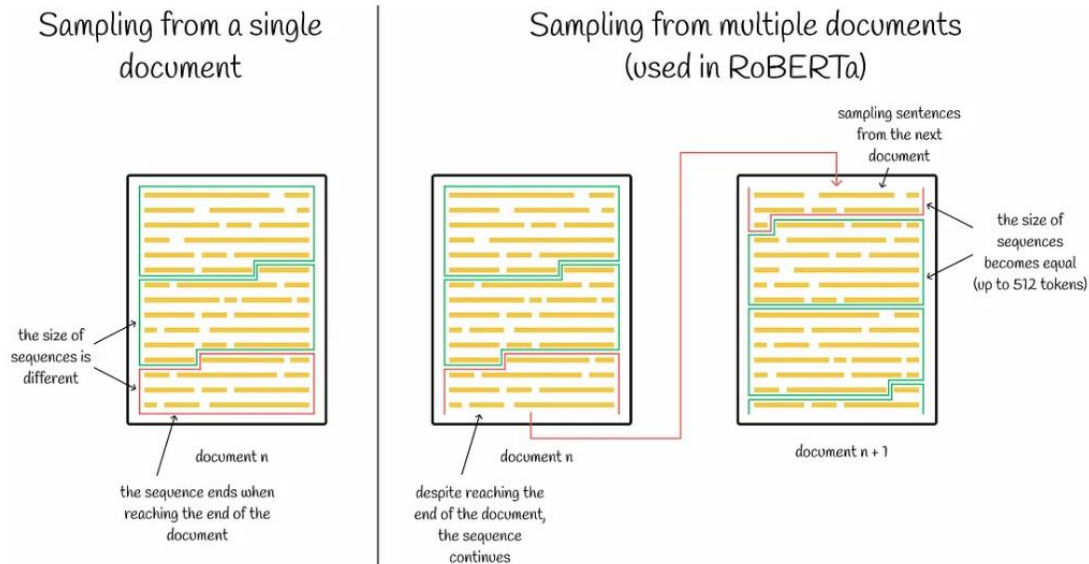 Sampling from a single
document
the size of
sequences is
different
document n
the sequence ends when
reaching the end of the
document
Sampling from multiple documents
(used in RoBERTa)
sampling sentences
from the next
document
the size of
sequences
becomes equal
(up to 512 tokens)
document n
document n + 1
despite reaching the
end of the document,
the sequence
continues